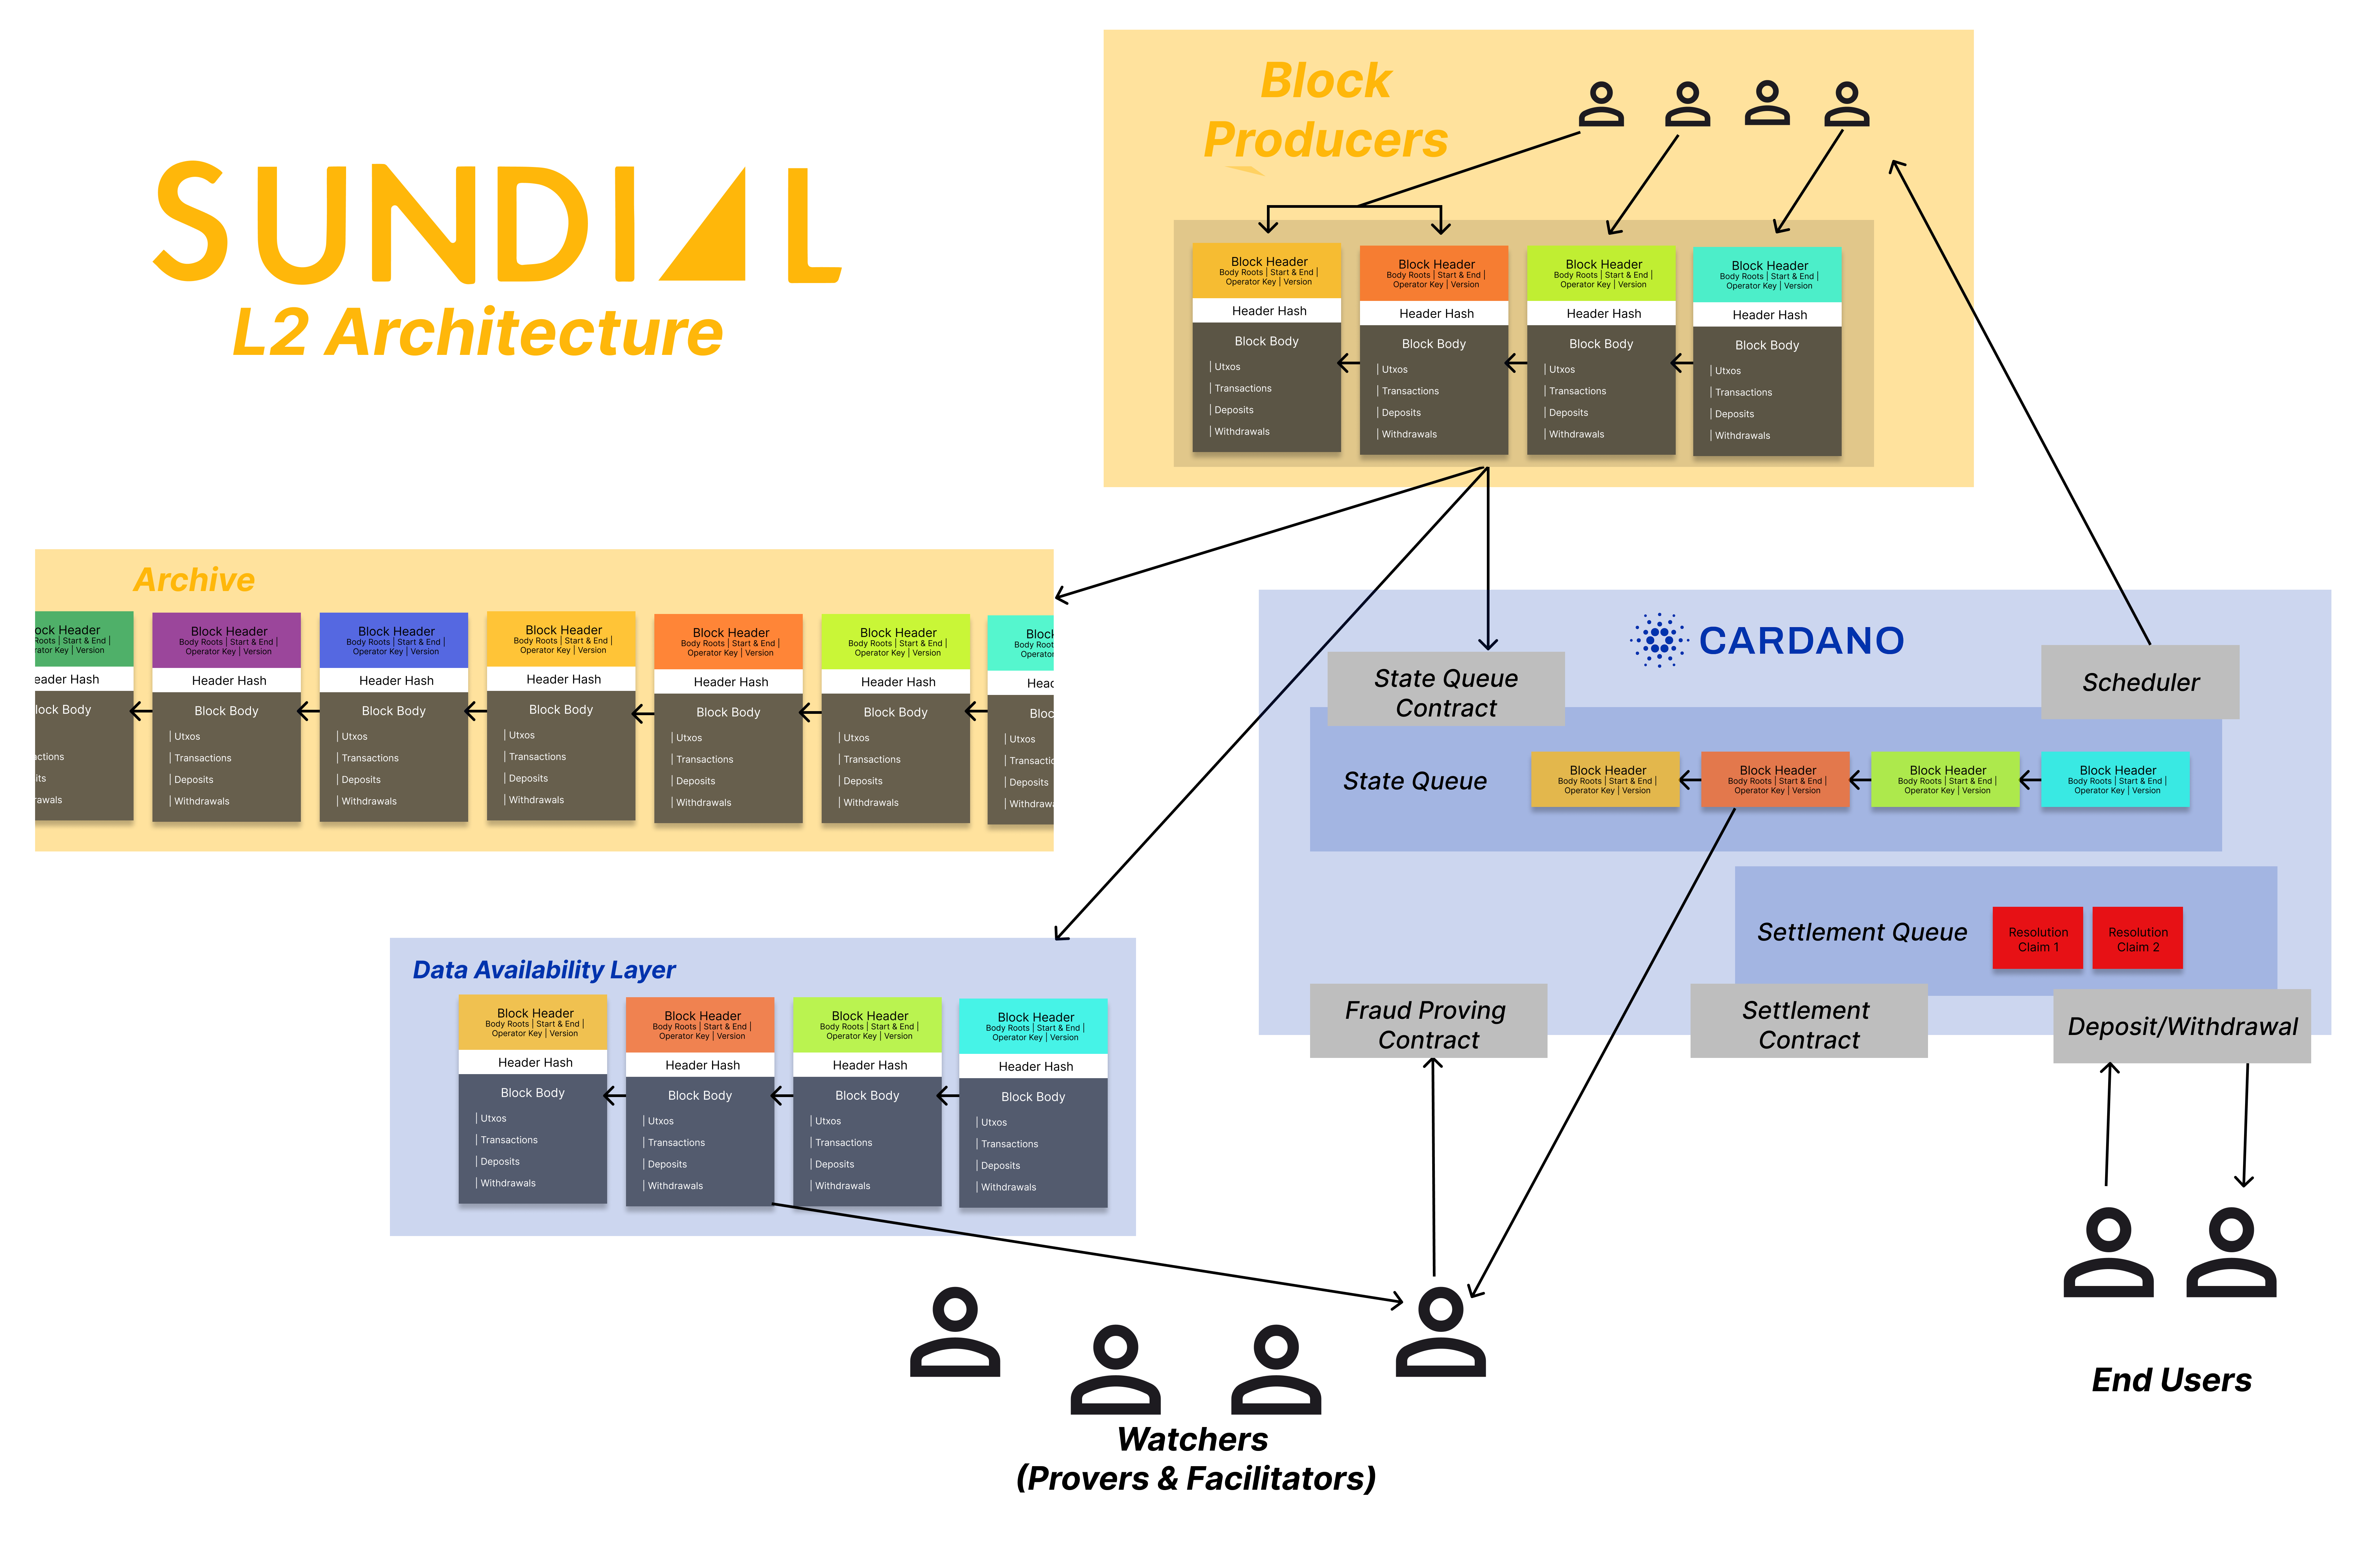 SUNDIAL
L2 Architecture
Block
Producers
Block Header
Body Roots | Start & End |
Operator Key | Version
Header Hash
Block Body
| Utxos
| Transactions
| Deposits
| Withdrawals
Block Header
Body Roots | Start & End |
Operator Key | Version
Header Hash
Block Body
| Utxos
| Transactions
| Deposits
| Withdrawals
Block Header
Body Roots | Start & End |
Operator Key | Version
Header Hash
Block Body
| Utxos
| Transactions
| Deposits
| Withdrawals
Block Header
Body Roots | Start & End |
Operator Key | Version
Header Hash
Block Body
| Utxos
| Transactions
| Deposits
| Withdrawals
Archive
ock Header
Roots | Start & End |
rator Key | Version
eader Hash
lock Body
actions
its
rawals
Block Header
Body Roots | Start & End |
Operator Key | Version
Header Hash
Block Body
| Utxos
| Transactions
| Deposits
| Withdrawals
Block Header
Body Roots | Start & End |
Operator Key | Version
Header Hash
Block Body
| Utxos
| Transactions
| Deposits
| Withdrawals
Block Header
Body Roots | Start & End |
Operator Key | Version
Header Hash
Block Body
| Utxos
| Transactions
| Deposits
| Withdrawals
Block Header
Body Roots | Start & End |
Operator Key | Version
Header Hash
Block Body
| Utxos
| Transactions
| Deposits
| Withdrawals
Block Header
Body Roots | Start & End |
Operator Key | Version
Header Hash
Block Body
| Utxos
| Transactions
| Deposits
| Withdrawals
Block
Body Root
Operato
Head
Bloc
| Utxos
| Transactio
| Deposits
| Withdrawa
CARDANO
State Queue
Contract
Scheduler
State Queue
Block Header
Body Roots | Start & End |
Operator Key | Version
Block Header
Body Roots | Start & End |
Operator Key | Version
Block Header
Body Roots | Start & End |
Operator Key | Version
Block Header
Body Roots | Start & End |
Operator Key | Version
Settlement Queue
Resolution
Claim 1
Resolution
Claim 2
Fraud Proving
Contract
Settlement
Contract
Deposit/Withdrawal
Data Availability Layer
Block Header
Body Roots | Start & End |
Operator Key | Version
Header Hash
Block Body
| Utxos
| Transactions
| Deposits
| Withdrawals
Block Header
Body Roots | Start & End |
Operator Key | Version
Header Hash
Block Body
| Utxos
| Transactions
| Deposits
| Withdrawals
Block Header
Body Roots | Start & End |
Operator Key | Version
Header Hash
Block Body
| Utxos
| Transactions
| Deposits
| Withdrawals
Block Header
Body Roots | Start & End |
Operator Key | Version
Header Hash
Block Body
| Utxos
| Transactions
| Deposits
| Withdrawals
End Users
Watchers
(Provers & Facilitators)